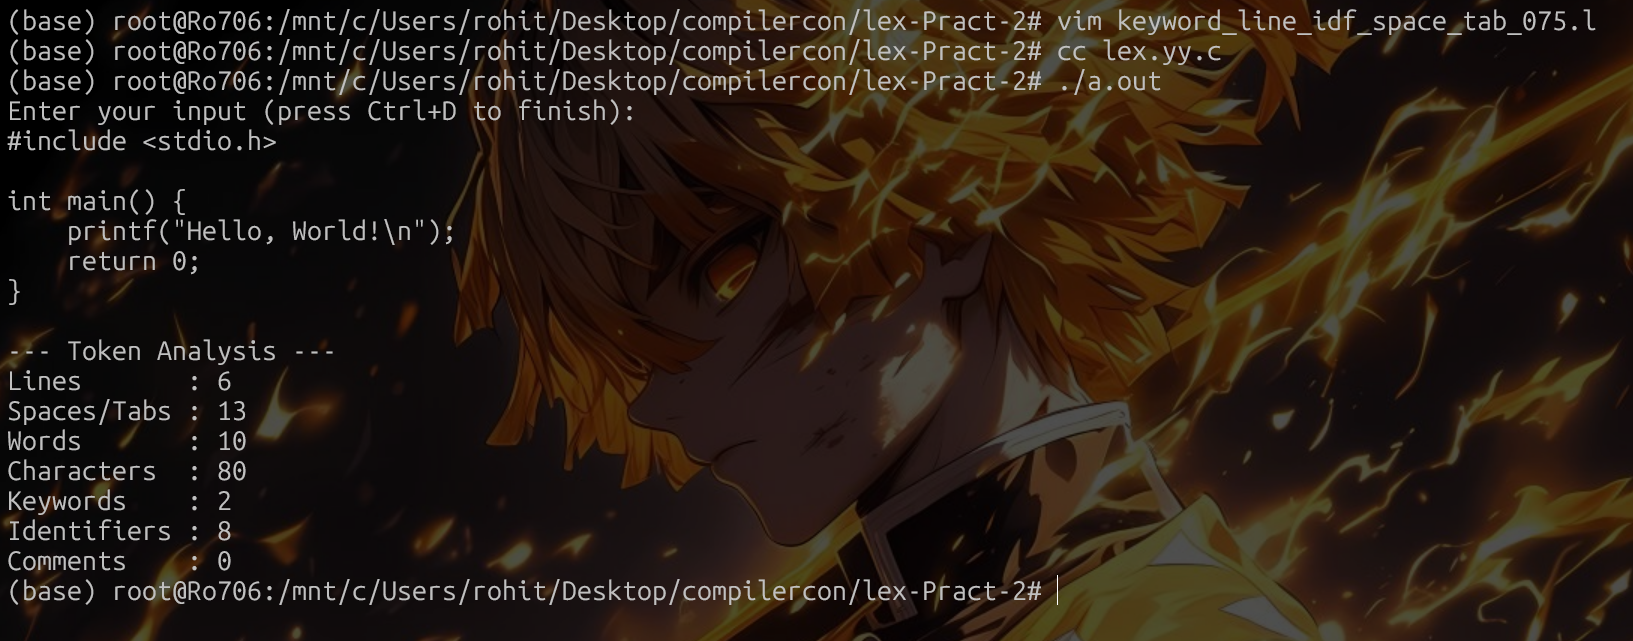 (base) root@Ro706:/mnt/c/Users/rohit/Desktop/compilercon/lex-Pract-2# vim keyword_line_idf_space_tab_075.l
(base) root@Ro706:/mnt/c/Users/rohit/Desktop/compilercon/lex-Pract-2# cc lex.yy.c
(base) root@Ro706:/mnt/c/Users/rohit/Desktop/compilercon/lex-Pract-2# ./a.out
Enter your input (press Ctrl+D to finish):
#include <stdio.h>

int main() {
    printf("Hello, World!\n");
    return 0;
}

--- Token Analysis ---
Lines       : 6
Spaces/Tabs : 13
Words       : 10
Characters  : 80
Keywords    : 2
Identifiers : 8
Comments    : 0
(base) root@Ro706:/mnt/c/Users/rohit/Desktop/compilercon/lex-Pract-2#